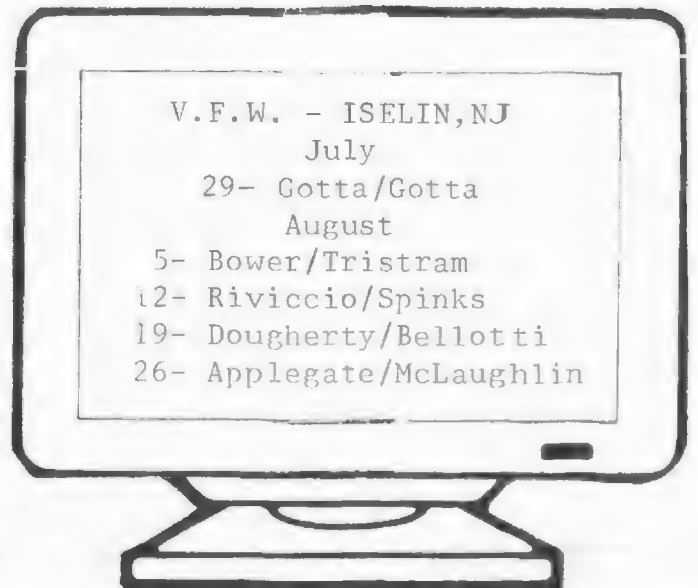 V.F.W. - ISELIN,NJ
July
29- Gotta/Gotta
August
5- Bower/Tristram
12- Riviccio/Spinks
19- Dougherty/Bellotti
26- Applegate/McLaughlin